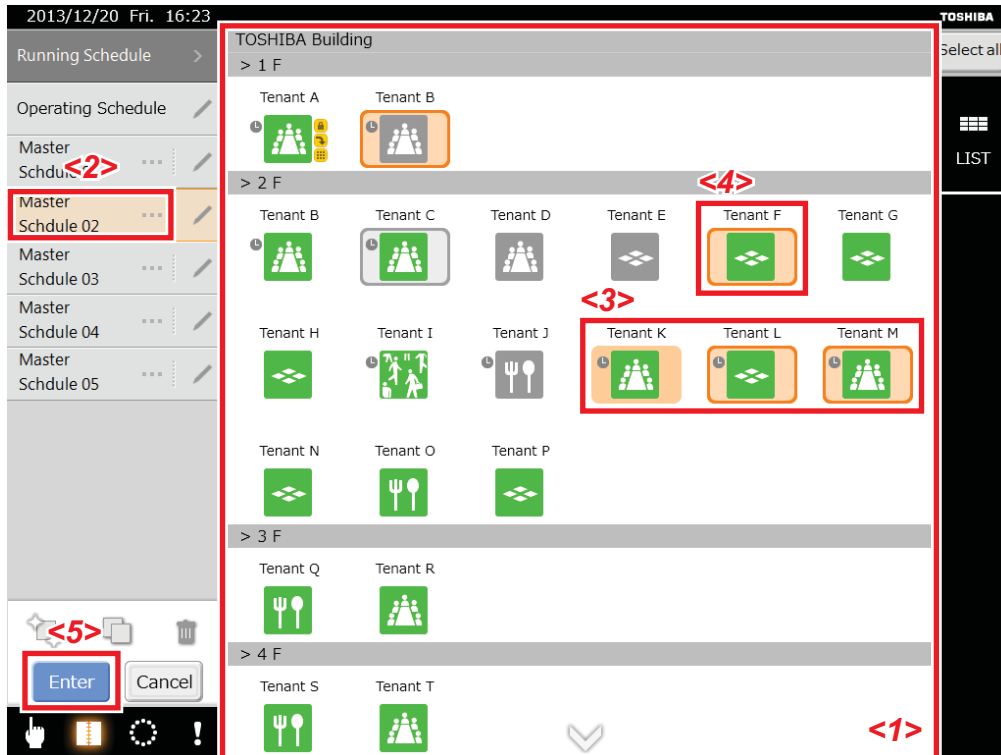 2013/12/20 Fri. 16:23
TOSHIBA
Running Schedule >
Operating Schedule
Master
Schdule
<2>
Master
Schdule 02
Master
Schdule 03
Master
Schdule 04
Master
Schdule 05
<5>
Enter
Cancel
!
TOSHIBA Building
> 1 F
Tenant A Tenant B
> 2 F
<4>
Tenant B Tenant C Tenant D Tenant E Tenant F Tenant G
<3>
Tenant H Tenant I Tenant J Tenant K Tenant L Tenant M
Tenant N Tenant O Tenant P
> 3 F
Tenant Q Tenant R
> 4 F
Tenant S Tenant T
<1>
Select all
LIST